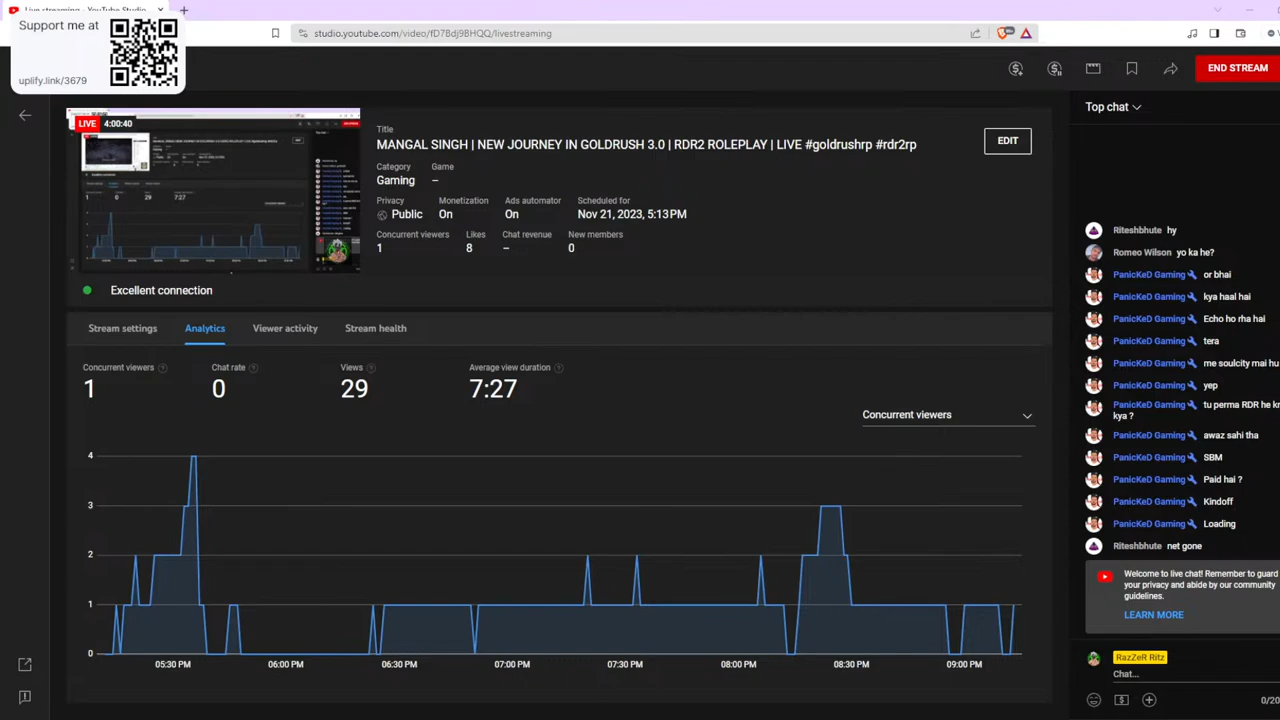 Live streaming - YouTube Studio
Support me at
uplify.link/3679
studio.youtube.com/video/fD7Bdj9BHQQ/livestreaming
END STREAM
LIVE 4:00:40
Title
MANGAL SINGH | NEW JOURNEY IN GOLDRUSH 3.0 | RDR2 ROLEPLAY | LIVE #goldrushrp #rdr2rp
EDIT
Category Game
Gaming –
Privacy Monetization Ads automator Scheduled for
Public On On Nov 21, 2023, 5:13 PM
Concurrent viewers Likes Chat revenue New members
1 8 – 0
Excellent connection
Stream settings Analytics Viewer activity Stream health
Concurrent viewers Chat rate Views Average view duration
1 0 29 7:27
Concurrent viewers
4
3
2
1
0
05:30 PM 06:00 PM 06:30 PM 07:00 PM 07:30 PM 08:00 PM 08:30 PM 09:00 PM
Top chat
Riteshbhute hy
Romeo Wilson yo ka he?
PanicKeD Gaming or bhai
PanicKeD Gaming kya haal hai
PanicKeD Gaming Echo ho rha hai
PanicKeD Gaming tera
PanicKeD Gaming me soulcity mai hu
PanicKeD Gaming yep
PanicKeD Gaming tu perma RDR he k
kya ?
PanicKeD Gaming awaz sahi tha
PanicKeD Gaming SBM
PanicKeD Gaming Paid hai ?
PanicKeD Gaming Kindoff
PanicKeD Gaming Loading
Riteshbhute net gone
Welcome to live chat! Remember to guard
your privacy and abide by our community
guidelines.
LEARN MORE
RazZeR Ritz
Chat...
0/20